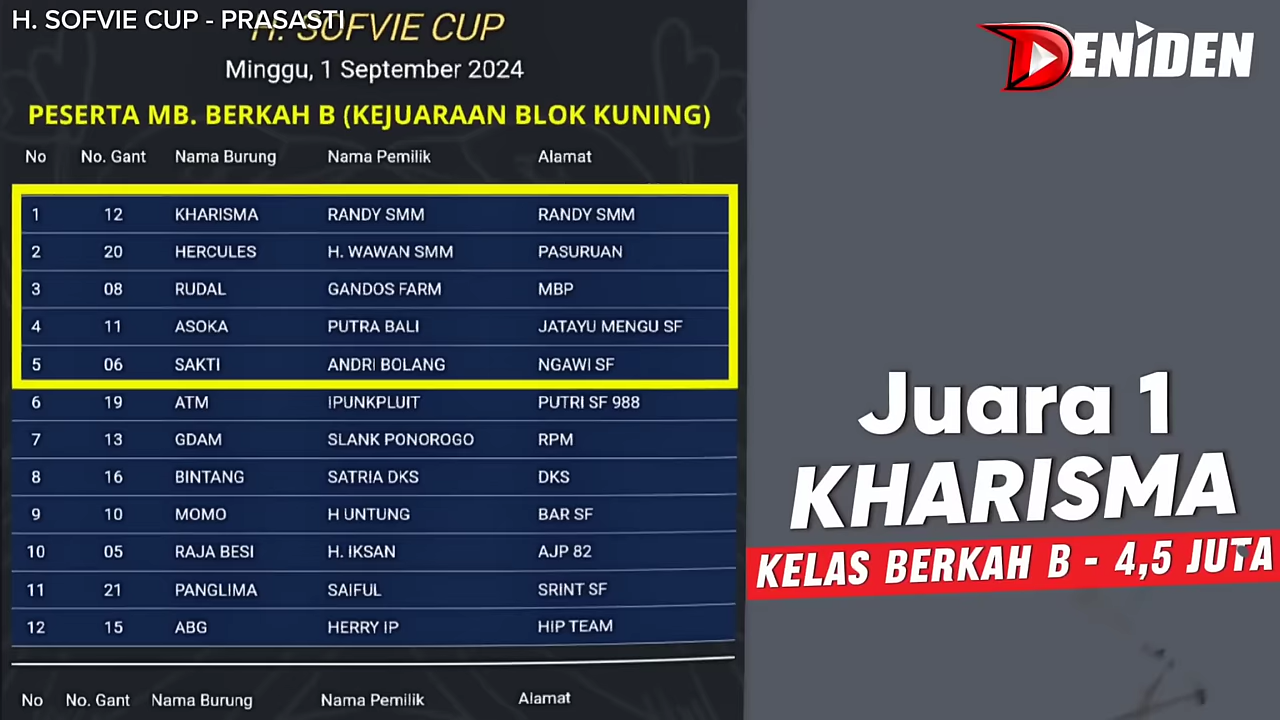 H. SOFVIE CUP - PRASASTI
H. SOFVIE CUP
Minggu, 1 September 2024
PESERTA MB. BERKAH B (KEJUARAAN BLOK KUNING)
No No. Gant Nama Burung Nama Pemilik Alamat
1 12 KHARISMA RANDY SMM RANDY SMM
2 20 HERCULES H. WAWAN SMM PASURUAN
3 08 RUDAL GANDOS FARM MBP
4 11 ASOKA PUTRA BALI JATAYU MENGU SF
5 06 SAKTI ANDRI BOLANG NGAWI SF
6 19 ATM IPUNKPLUIT PUTRI SF 988
7 13 GDAM SLANK PONOROGO RPM
8 16 BINTANG SATRIA DKS DKS
9 10 MOMO H UNTUNG BAR SF
10 05 RAJA BESI H. IKSAN AJP 82
11 21 PANGLIMA SAIFUL SRINT SF
12 15 ABG HERRY IP HIP TEAM
No No. Gant Nama Burung Nama Pemilik Alamat
DENIDEN
Juara 1
KHARISMA
KELAS BERKAH B - 4,5 JUTA